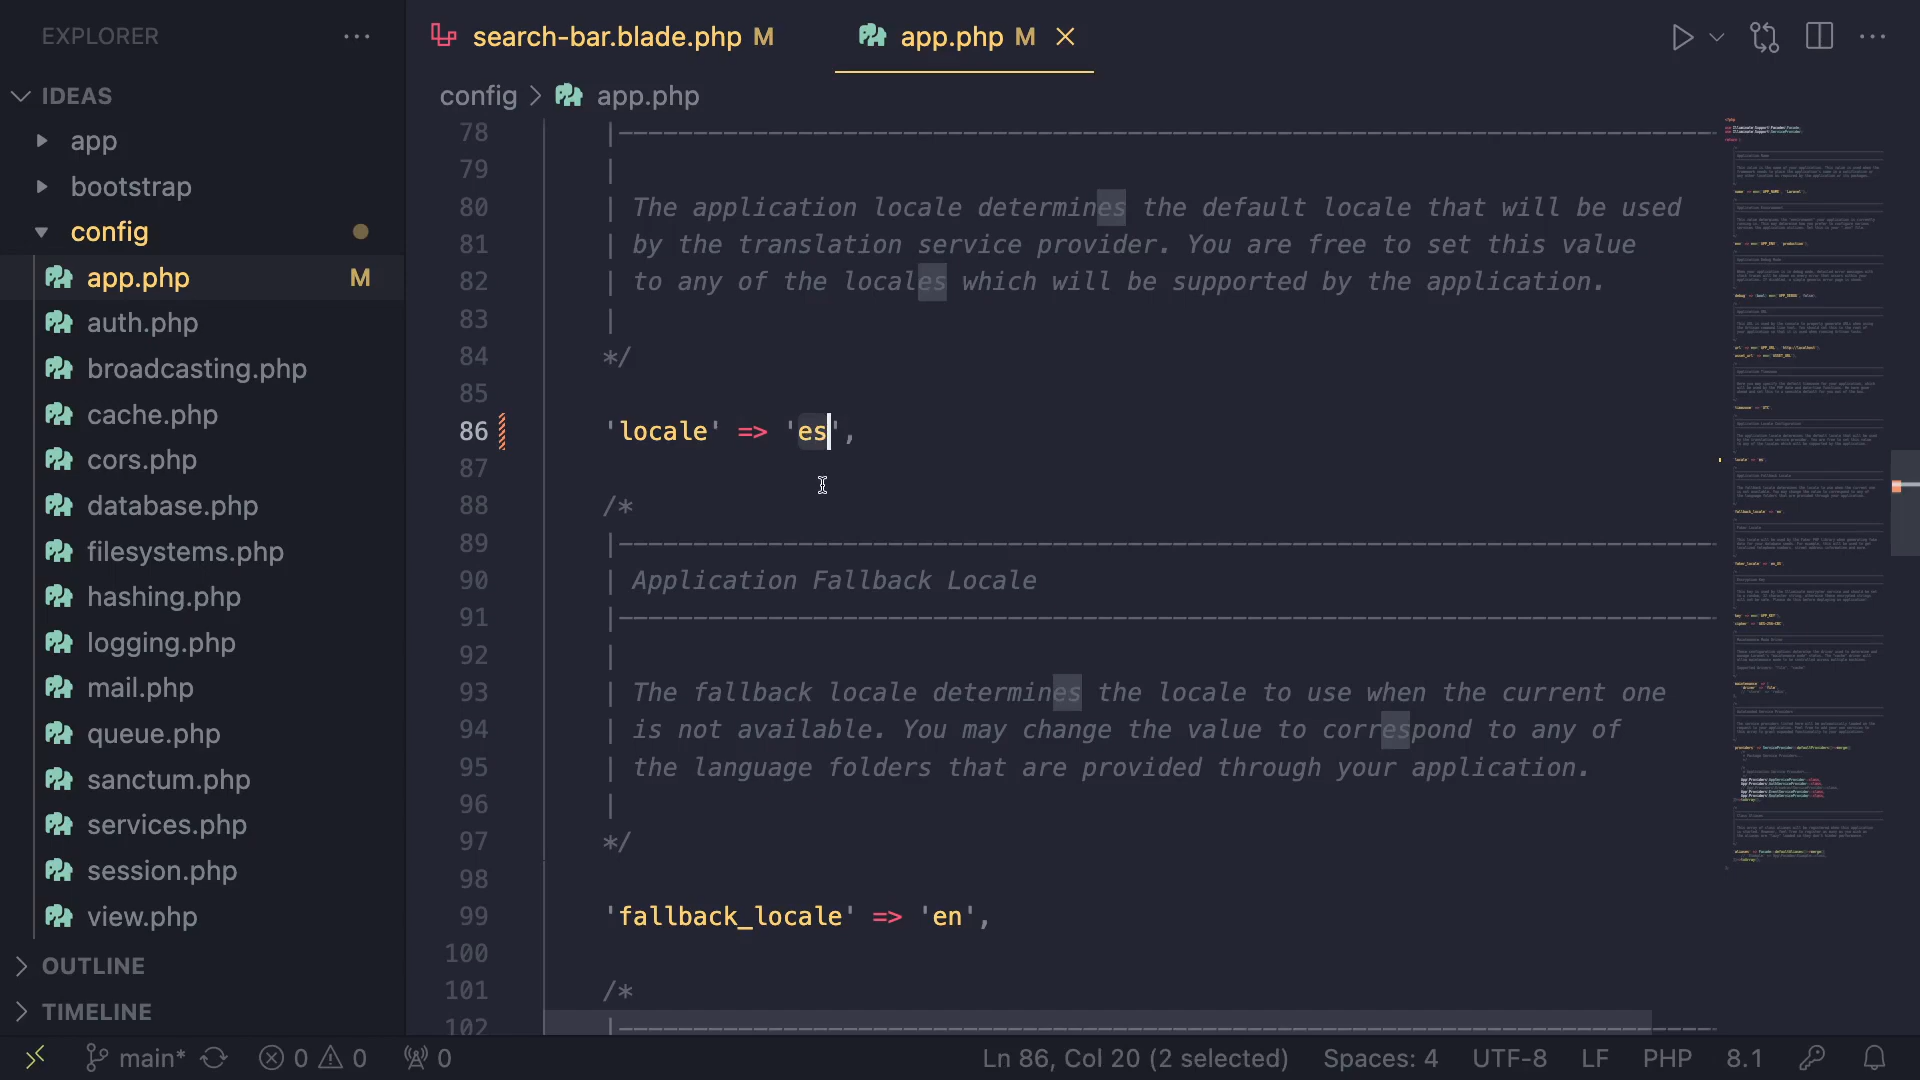 EXPLORER
IDEAS
app
bootstrap
config
app.php M
auth.php
broadcasting.php
cache.php
cors.php
database.php
filesystems.php
hashing.php
logging.php
mail.php
queue.php
sanctum.php
services.php
session.php
view.php
OUTLINE
TIMELINE
search-bar.blade.php M
app.php M
config > app.php
78 |--------------------------------------------------------------------------
79 |
80 | The application locale determines the default locale that will be used
81 | by the translation service provider. You are free to set this value
82 | to any of the locales which will be supported by the application.
83 |
84 */
85
86 'locale' => 'es',
87
88 /*
89 |--------------------------------------------------------------------------
90 | Application Fallback Locale
91 |--------------------------------------------------------------------------
92 |
93 | The fallback locale determines the locale to use when the current one
94 | is not available. You may change the value to correspond to any of
95 | the language folders that are provided through your application.
96 |
97 */
98
99 'fallback_locale' => 'en',
100
101 /*
102 |--------------------------------------------------------------------------
main* 0 0 0 Ln 86, Col 20 (2 selected) Spaces: 4 UTF-8 LF PHP 8.1